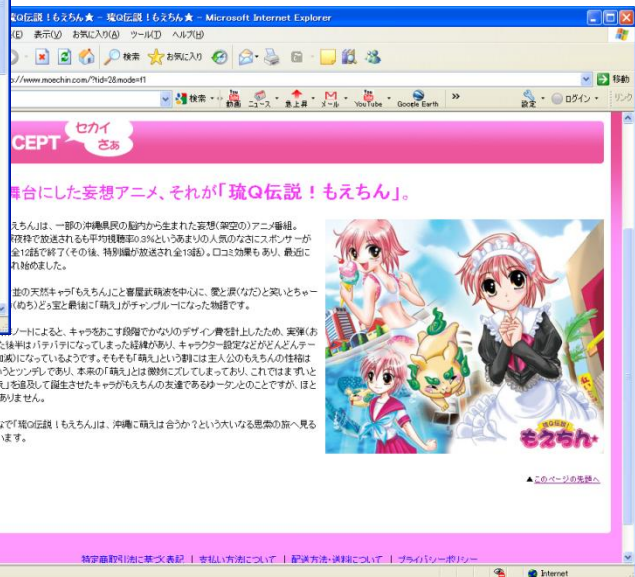 琉Q伝説!もえちん★ - 琉Q伝説!もえちん★ - Microsoft Internet Explorer
(E) 表示(V) お気に入り(A) ツール(T) ヘルプ(H)
検索 お気に入り
p://www.moechin.com/?tid=2&mode=f1 移動
検索 動画 ニュース 急上昇 メール YouTube Google Earth » 設定 ログイン リンク
CEPT セカイ
さぁ
舞台にした妄想アニメ、それが「琉Q伝説!もえちん」。
えちん」は、一部の沖縄県民の脳内から生まれた妄想(架空の)アニメ番組。
夜枠で放送されるも平均視聴率0.3%というあまりの人気のなさにスポンサーが
全12話で終了(その後、特別編が放送され全13話)。口コミ効果もあり、最近に
れ始めました。
並の天然キャラ「もえちん」こと喜屋武萌波を中心に、愛と涙(なだ)と笑いとちゃー
(ぬち)どぅ宝と最後に「萌え」がチャンプルーになった物語です。
ノートによると、キャラをおこす段階でかなりのデザイン費を計上したため、実弾(お
た後半はバテバテになってしまった経緯があり、キャラクター設定などがどんどんテー
加減)になっているようです。そもそも「萌え」という割には主人公のもえちんの性格は
うとツンデレであり、本来の「萌え」とは微妙にズレてしまっており、これではまずいと
え」を追及して誕生させたキャラがもえちんの友達であるゆーたンとのことですが、ほと
ありません。
なで「琉Q伝説!もえちん」は、沖縄に萌えは合うか?という大いなる思索の旅へ見る
います。
琉Q伝説!
もえちん★
▲このページの先頭へ
特定商取引法に基づく表記 | 支払い方法について | 配送方法・送料について | プライバシーポリシー
インternet